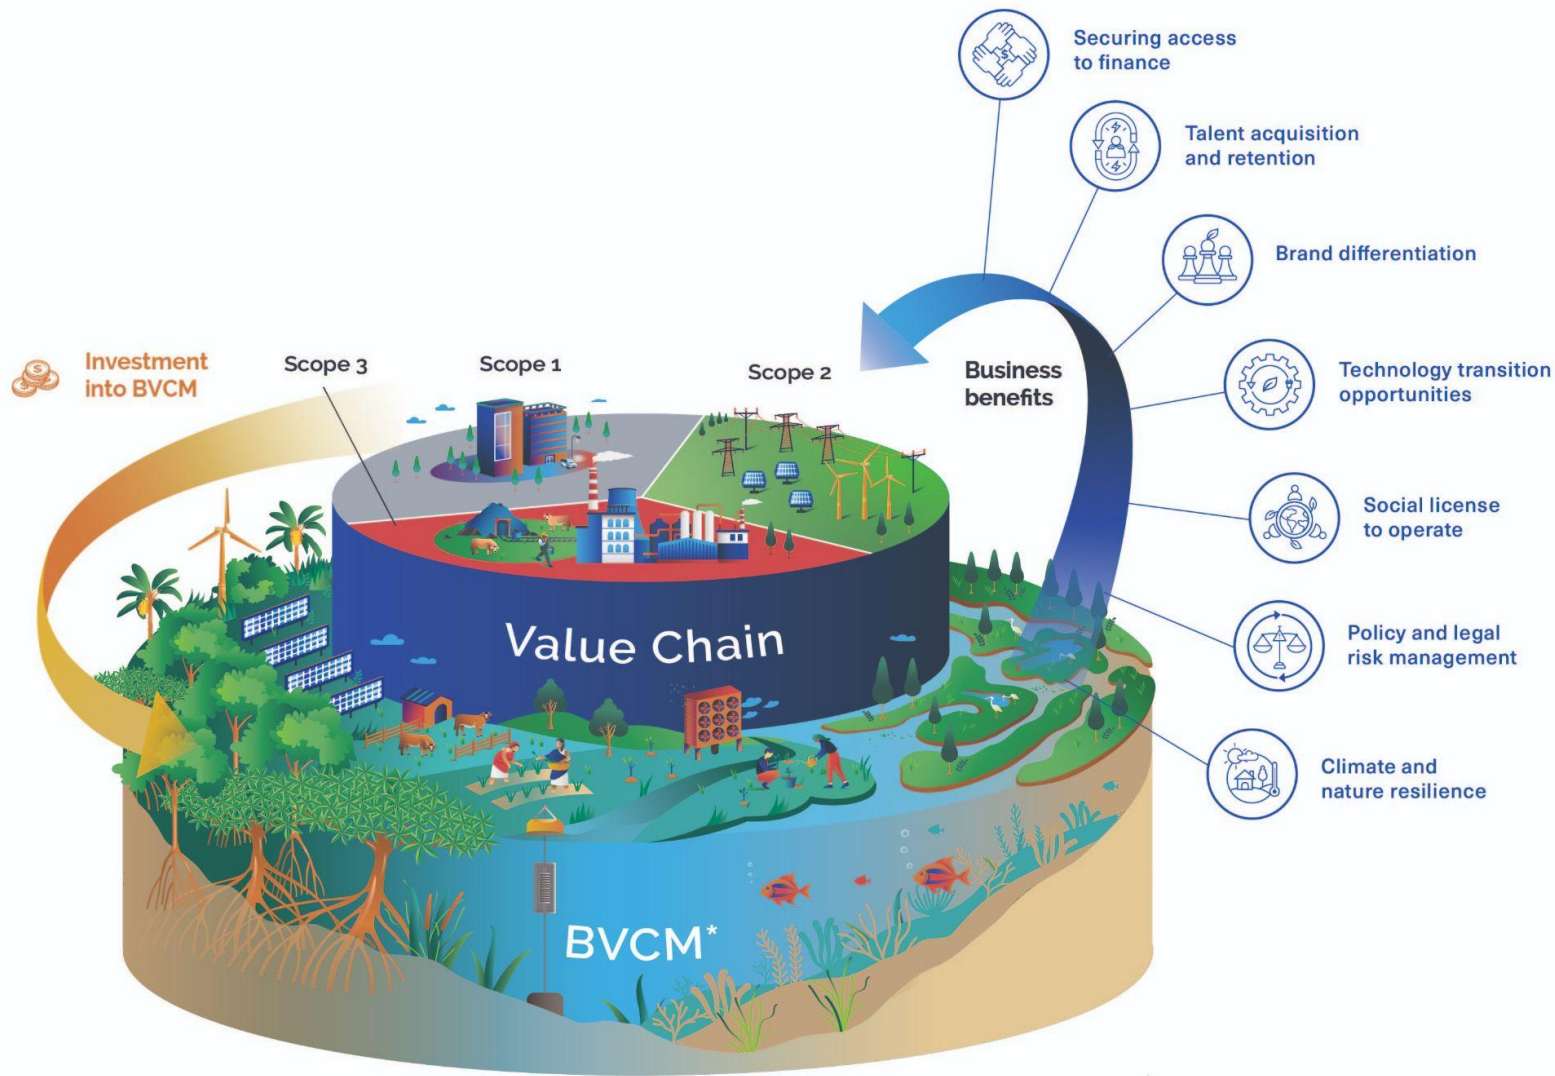 Securing access
to finance
Talent acquisition
and retention
Brand differentiation
Investment
into BVCM
Scope 3
Scope 1
Scope 2
Business
benefits
Technology transition
opportunities
Social license
to operate
Value Chain
Policy and legal
risk management
Climate and
nature resilience
BVCM*